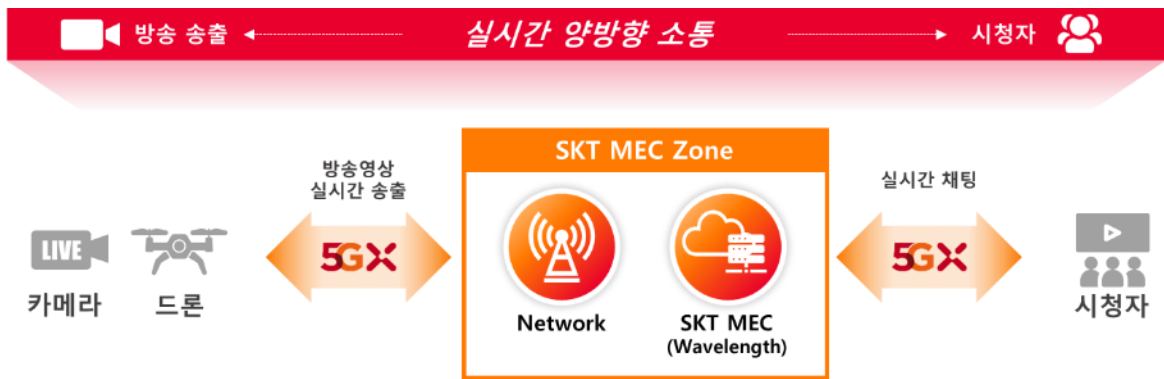 방송 송출
실시간 양방향 소통
시청자
SKT MEC Zone
방송영상
실시간 송출
실시간 채팅
LIVE
5GX
5GX
카메라
드론
Network
SKT MEC
(Wavelength)
시청자